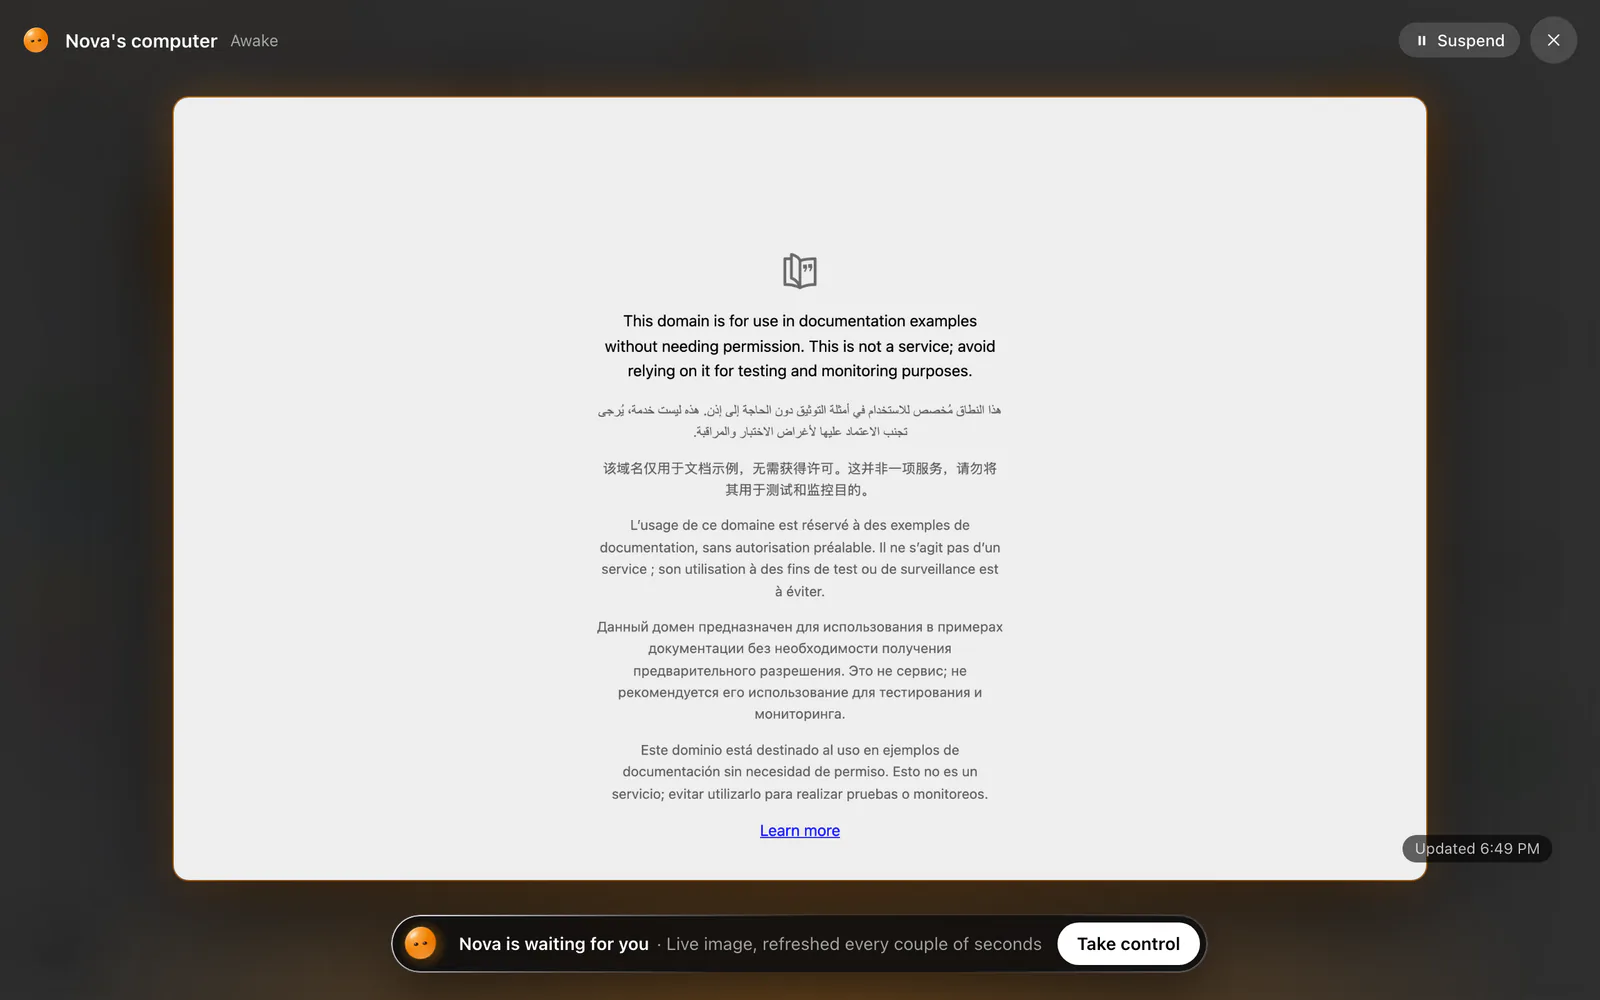 Nova's computer Awake
Suspend
This domain is for use in documentation examples
without needing permission. This is not a service; avoid
relying on it for testing and monitoring purposes.
هذا النطاق مُخصص للاستخدام في أمثلة التوثيق دون الحاجة إلى إذن. هذه ليست خدمة، يُرجى
تجنب الاعتماد عليها لأغراض الاختبار والمراقبة.
该域名仅用于文档示例，无需获得许可。这并非一项服务，请勿将
其用于测试和监控目的。
L’usage de ce domaine est réservé à des exemples de
documentation, sans autorisation préalable. Il ne s’agit pas d’un
service ; son utilisation à des fins de test ou de surveillance est
à éviter.
Данный домен предназначен для использования в примерах
документации без необходимости получения
предварительного разрешения. Это не сервис; не
рекомендуется его использование для тестирования и
мониторинга.
Este dominio está destinado al uso en ejemplos de
documentación sin necesidad de permiso. Esto no es un
servicio; evitar utilizarlo para realizar pruebas o monitoreos.
Learn more
Updated 6:49 PM
Nova is waiting for you · Live image, refreshed every couple of seconds
Take control